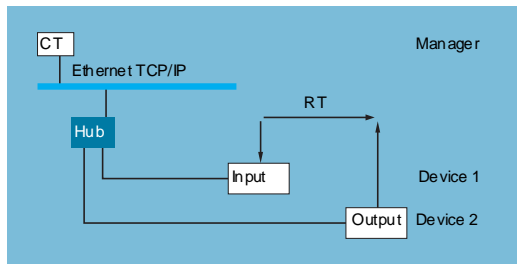 CT
Manager
Ethernet TCP/IP
RT
Hub
Input
Device 1
Output
Device 2